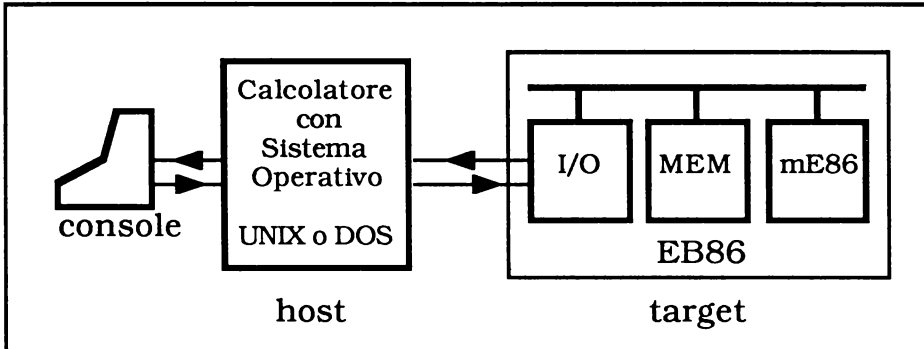 Calcolatore
con
Sistema
Operativo
UNIX o DOS
console
host
I/O
MEM
mE86
EB86
target